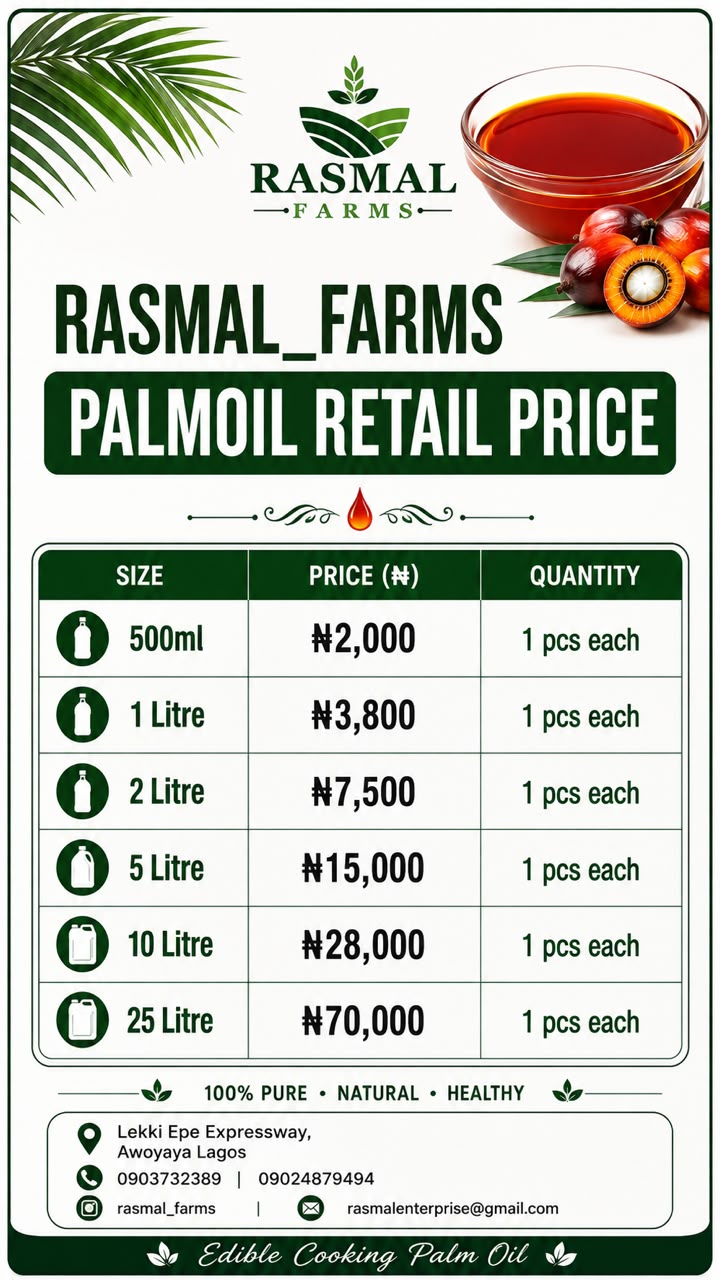 RASMAL
FARMS
RASMAL_FARMS
PALMOIL RETAIL PRICE
SIZE PRICE (₦) QUANTITY
500ml ₦2,000 1 pcs each
1 Litre ₦3,800 1 pcs each
2 Litre ₦7,500 1 pcs each
5 Litre ₦15,000 1 pcs each
10 Litre ₦28,000 1 pcs each
25 Litre ₦70,000 1 pcs each
100% PURE • NATURAL • HEALTHY
Lekki Epe Expressway,
Awoyaya Lagos
0903732389 | 09024879494
rasmal_farms | rasmalenterprise@gmail.com
Edible Cooking Palm Oil